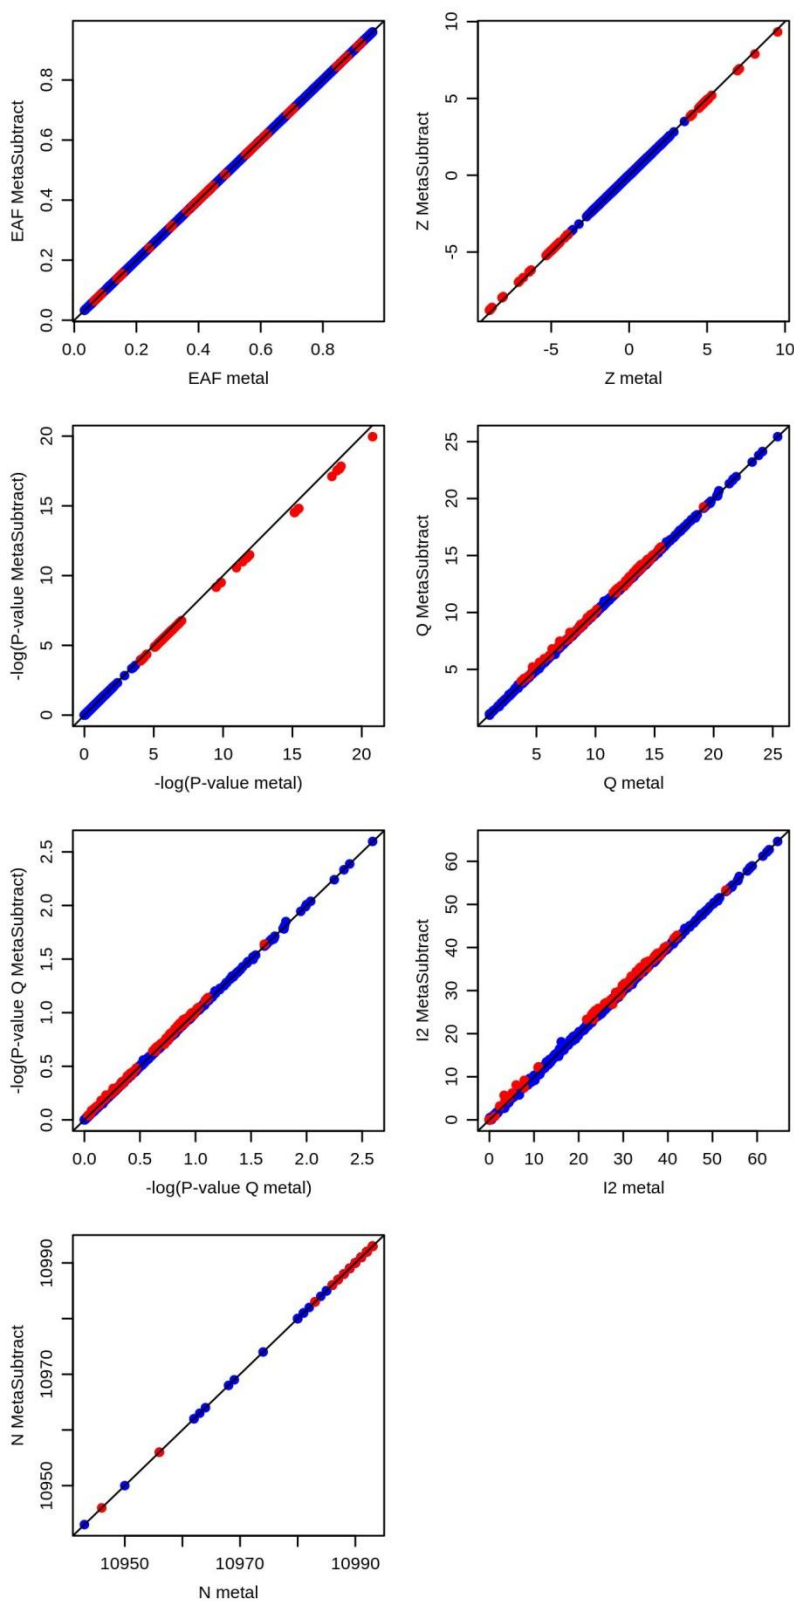 0.0 0.2 0.4 0.6 0.8
EAF MetaSubtract
0.0 0.2 0.4 0.6 0.8
EAF metal
-5 0 5 10
Z MetaSubtract
-5 0 5 10
Z metal
0 5 10 15 20
-log(P-value MetaSubtract)
0 5 10 15 20
-log(P-value metal)
5 10 15 20 25
Q MetaSubtract
5 10 15 20 25
Q metal
0.0 0.5 1.0 1.5 2.0 2.5
-log(P-value Q MetaSubtract)
0.0 0.5 1.0 1.5 2.0 2.5
-log(P-value Q metal)
0 10 20 30 40 50 60
I2 MetaSubtract
0 10 20 30 40 50 60
I2 metal
10950 10970 10990
N MetaSubtract
10950 10970 10990
N metal